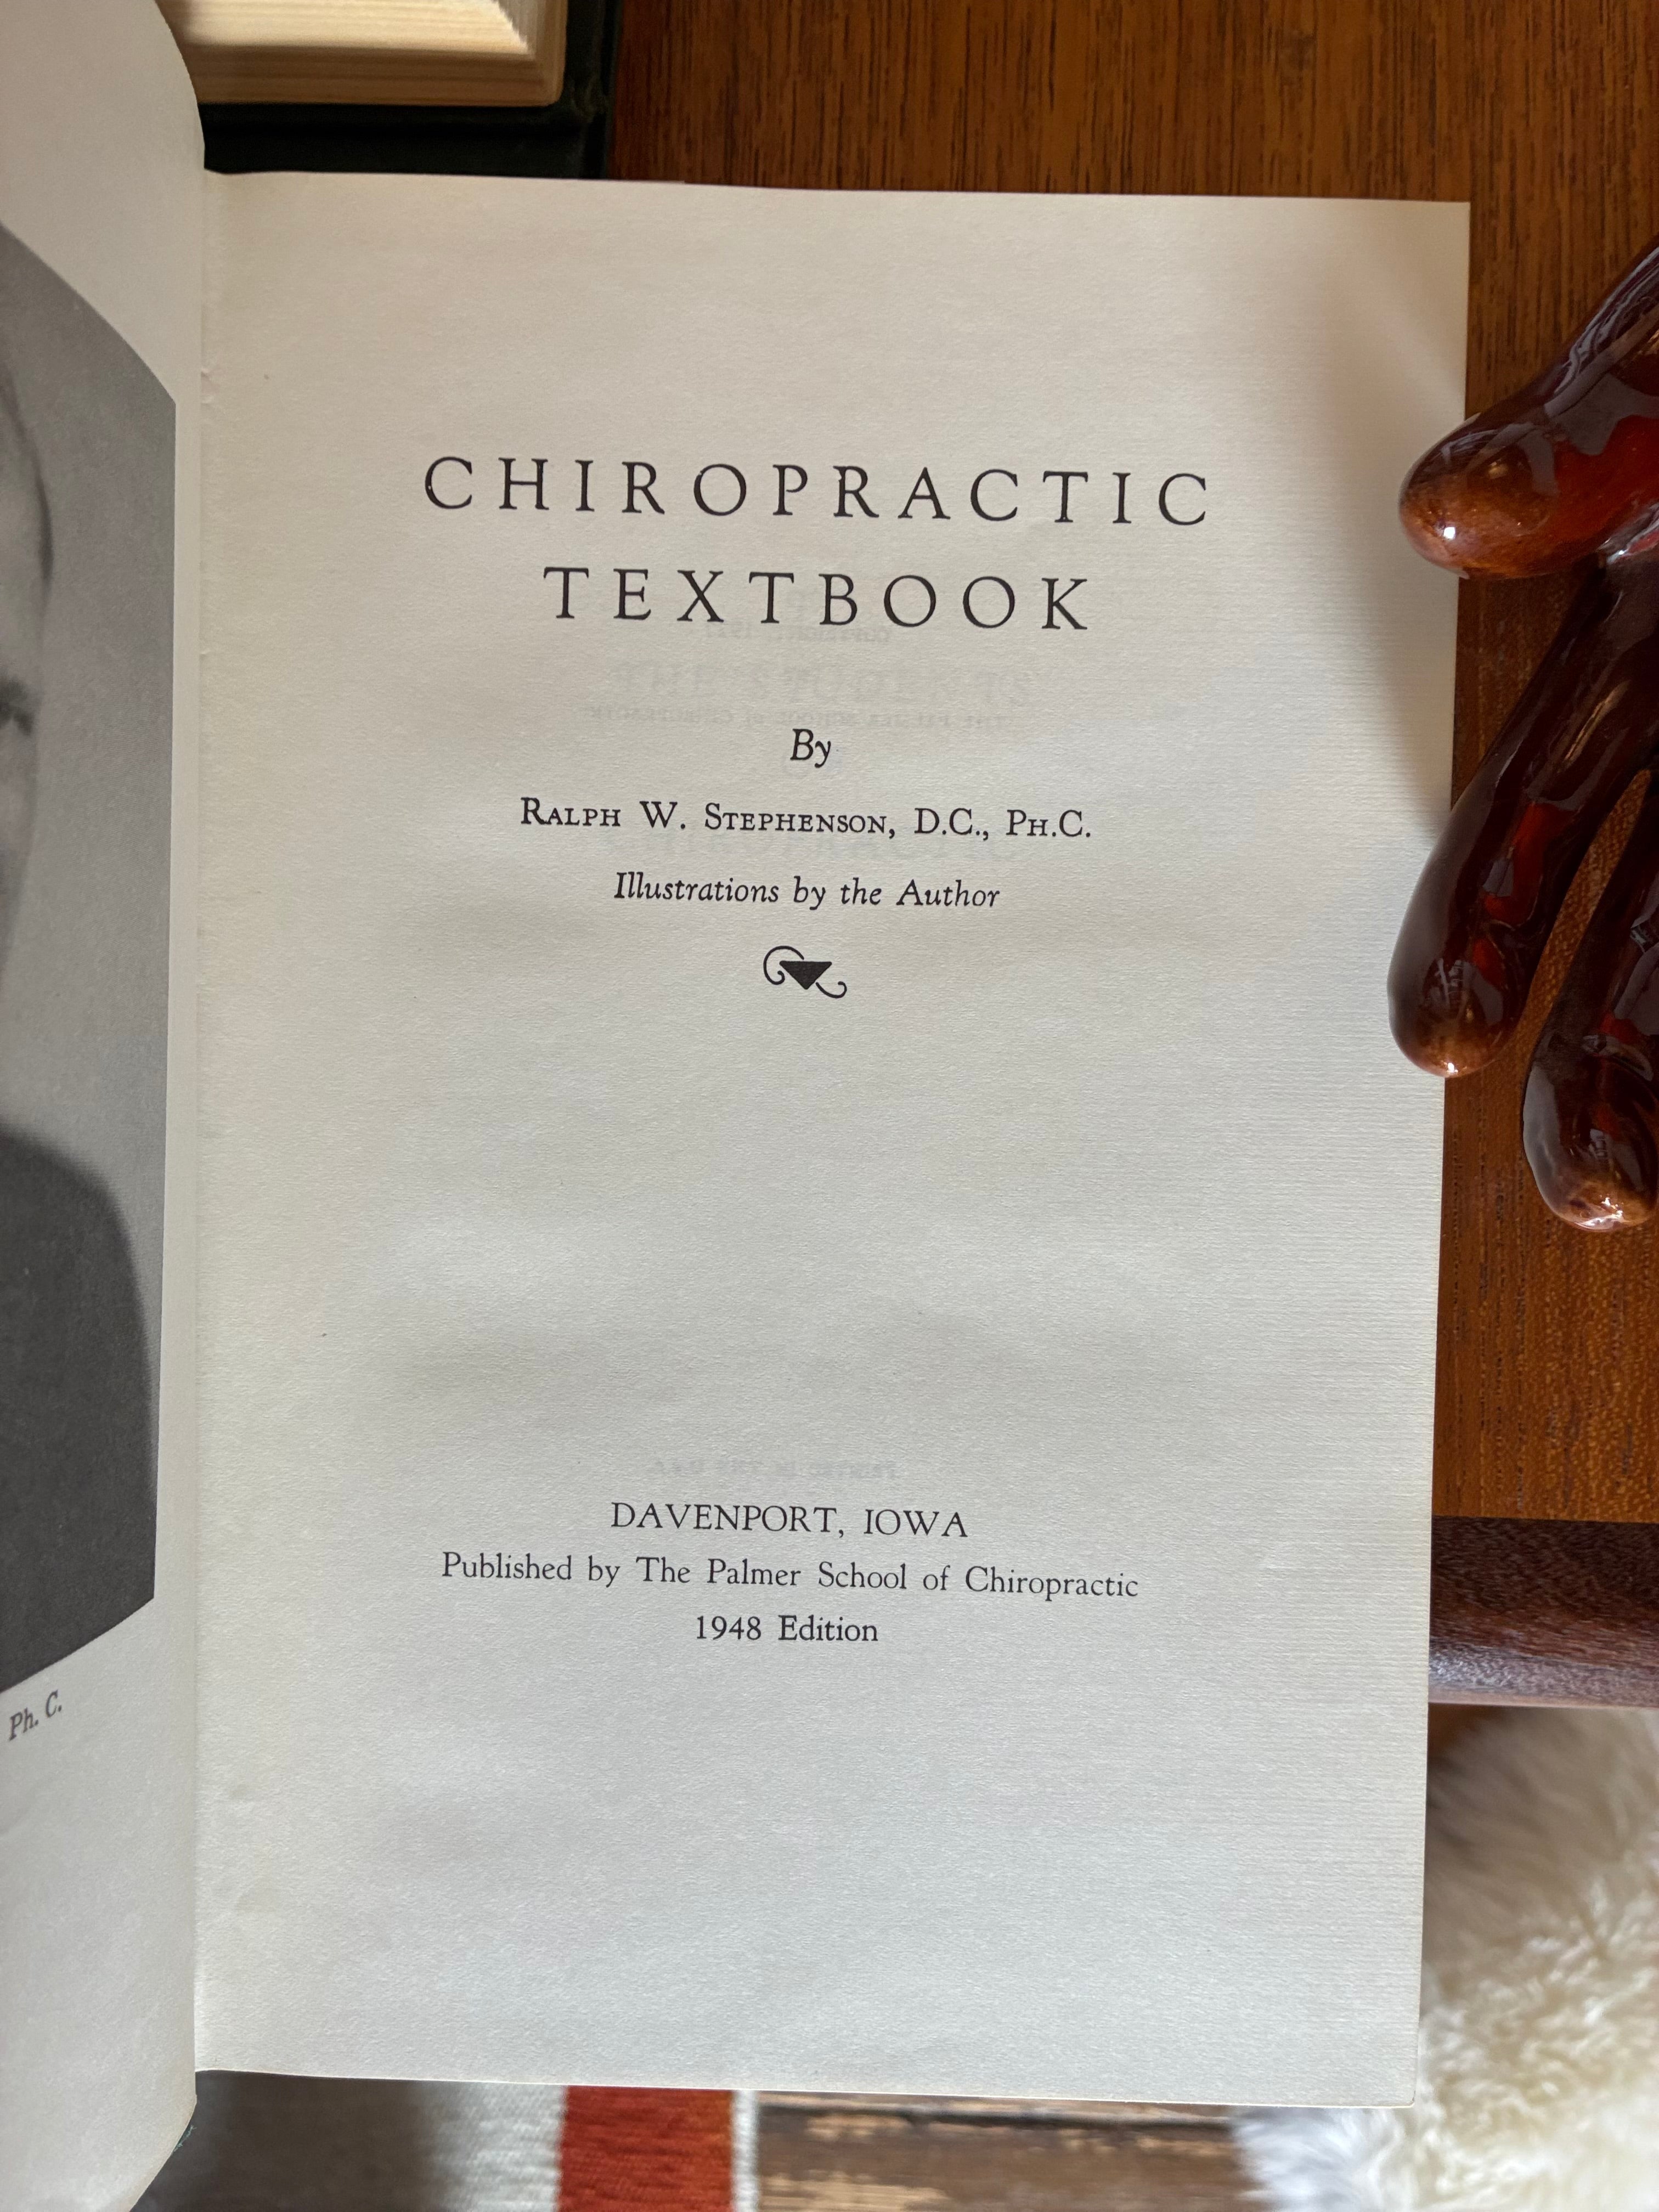 CHIROPRACTIC
TEXTBOOK
By
Ralph W. Stephenson, D.C., Ph.C.
Illustrations by the Author
DAVENPORT, IOWA
Published by The Palmer School of Chiropractic
1948 Edition
Ph. C.